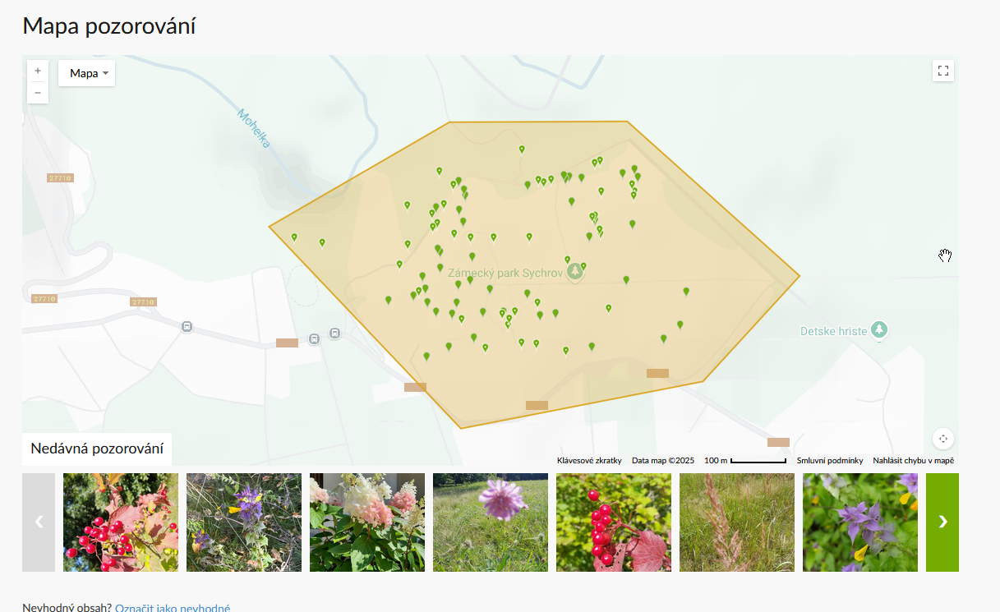 Mapa pozorování
+
Mapa
−
Mohelka
27710
Zámecký park Sychrov
27710
27710
Detske hriste
Nedávná pozorování
Klávesové zkratky
Data map ©2025
100 m
Smluvní podmínky
Nahlásit chybu v mapě
Nevhodný obsah? Označit jako nevhodné